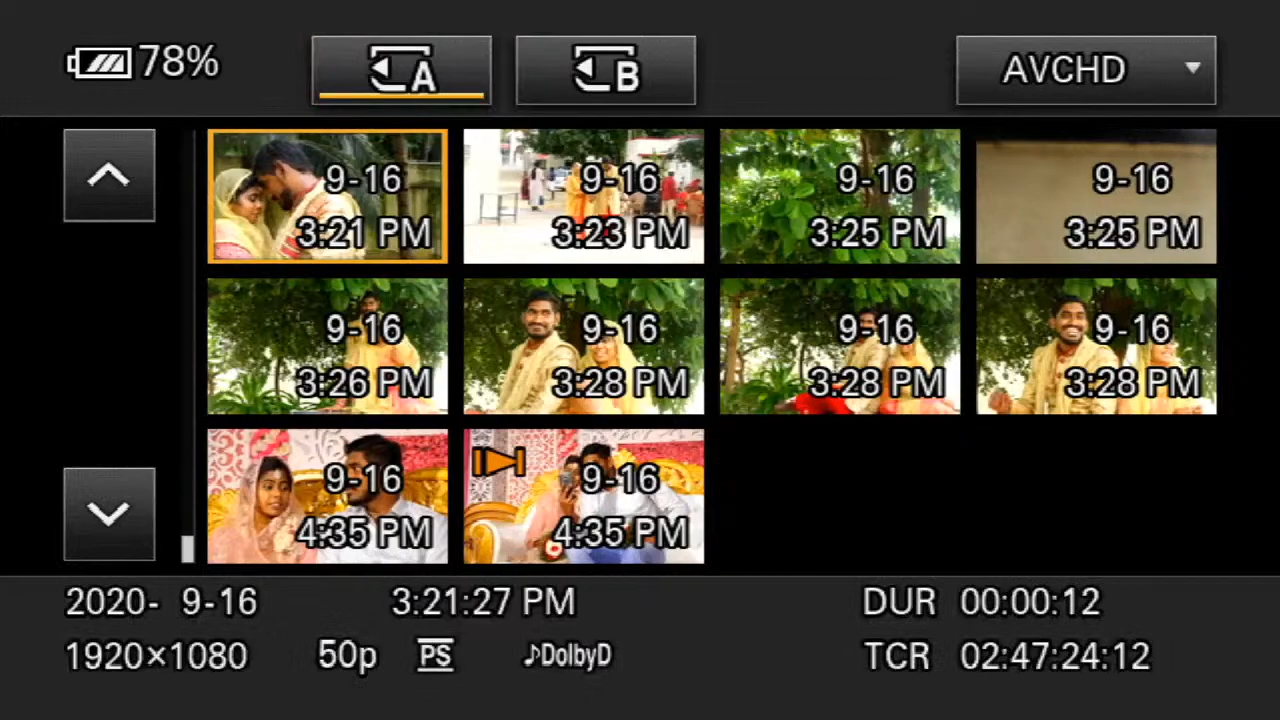 78%
A
B
AVCHD
9-16
3:21 PM
9-16
3:23 PM
9-16
3:25 PM
9-16
3:25 PM
9-16
3:26 PM
9-16
3:28 PM
9-16
3:28 PM
9-16
3:28 PM
9-16
4:35 PM
9-16
4:35 PM
2020- 9-16 3:21:27 PM DUR 00:00:12
1920×1080 50p PS ♪DolbyD TCR 02:47:24:12